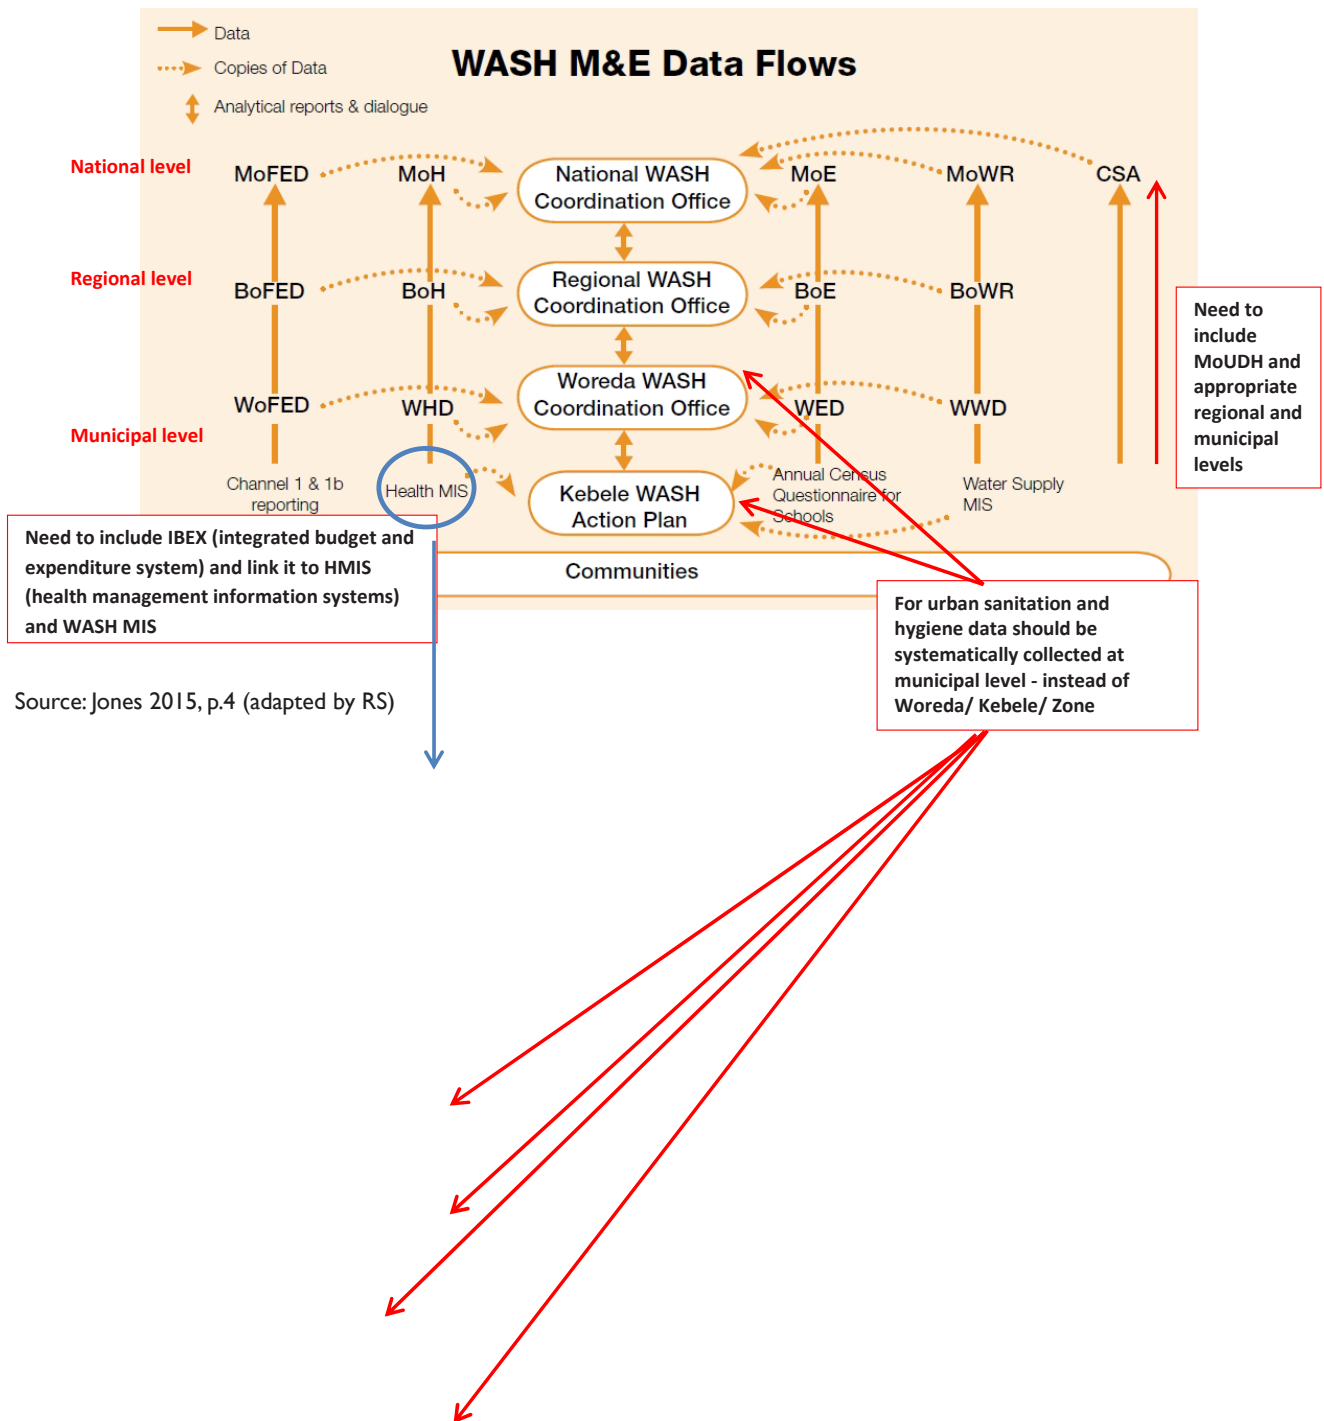 Data
Copies of Data
Analytical reports & dialogue
WASH M&E Data Flows
National level
MoFED
MoH
National WASH
Coordination Office
MoE
MoWR
CSA
Regional level
BoFED
BoH
Regional WASH
Coordination Office
BoE
BoWR
Need to
include
MoUDH and
appropriate
regional and
municipal
levels
Municipal level
WoFED
WHD
Woreda WASH
Coordination Office
WED
WWD
Channel 1 & 1b
reporting
Health MIS
Kebele WASH
Action Plan
Annual Census
Questionnaire for
Schools
Water Supply
MIS
Need to include IBEX (integrated budget and
expenditure system) and link it to HMIS
(health management information systems)
and WASH MIS
Communities
For urban sanitation and
hygiene data should be
systematically collected at
municipal level - instead of
Woreda/ Kebele/ Zone
Source: Jones 2015, p.4 (adapted by RS)